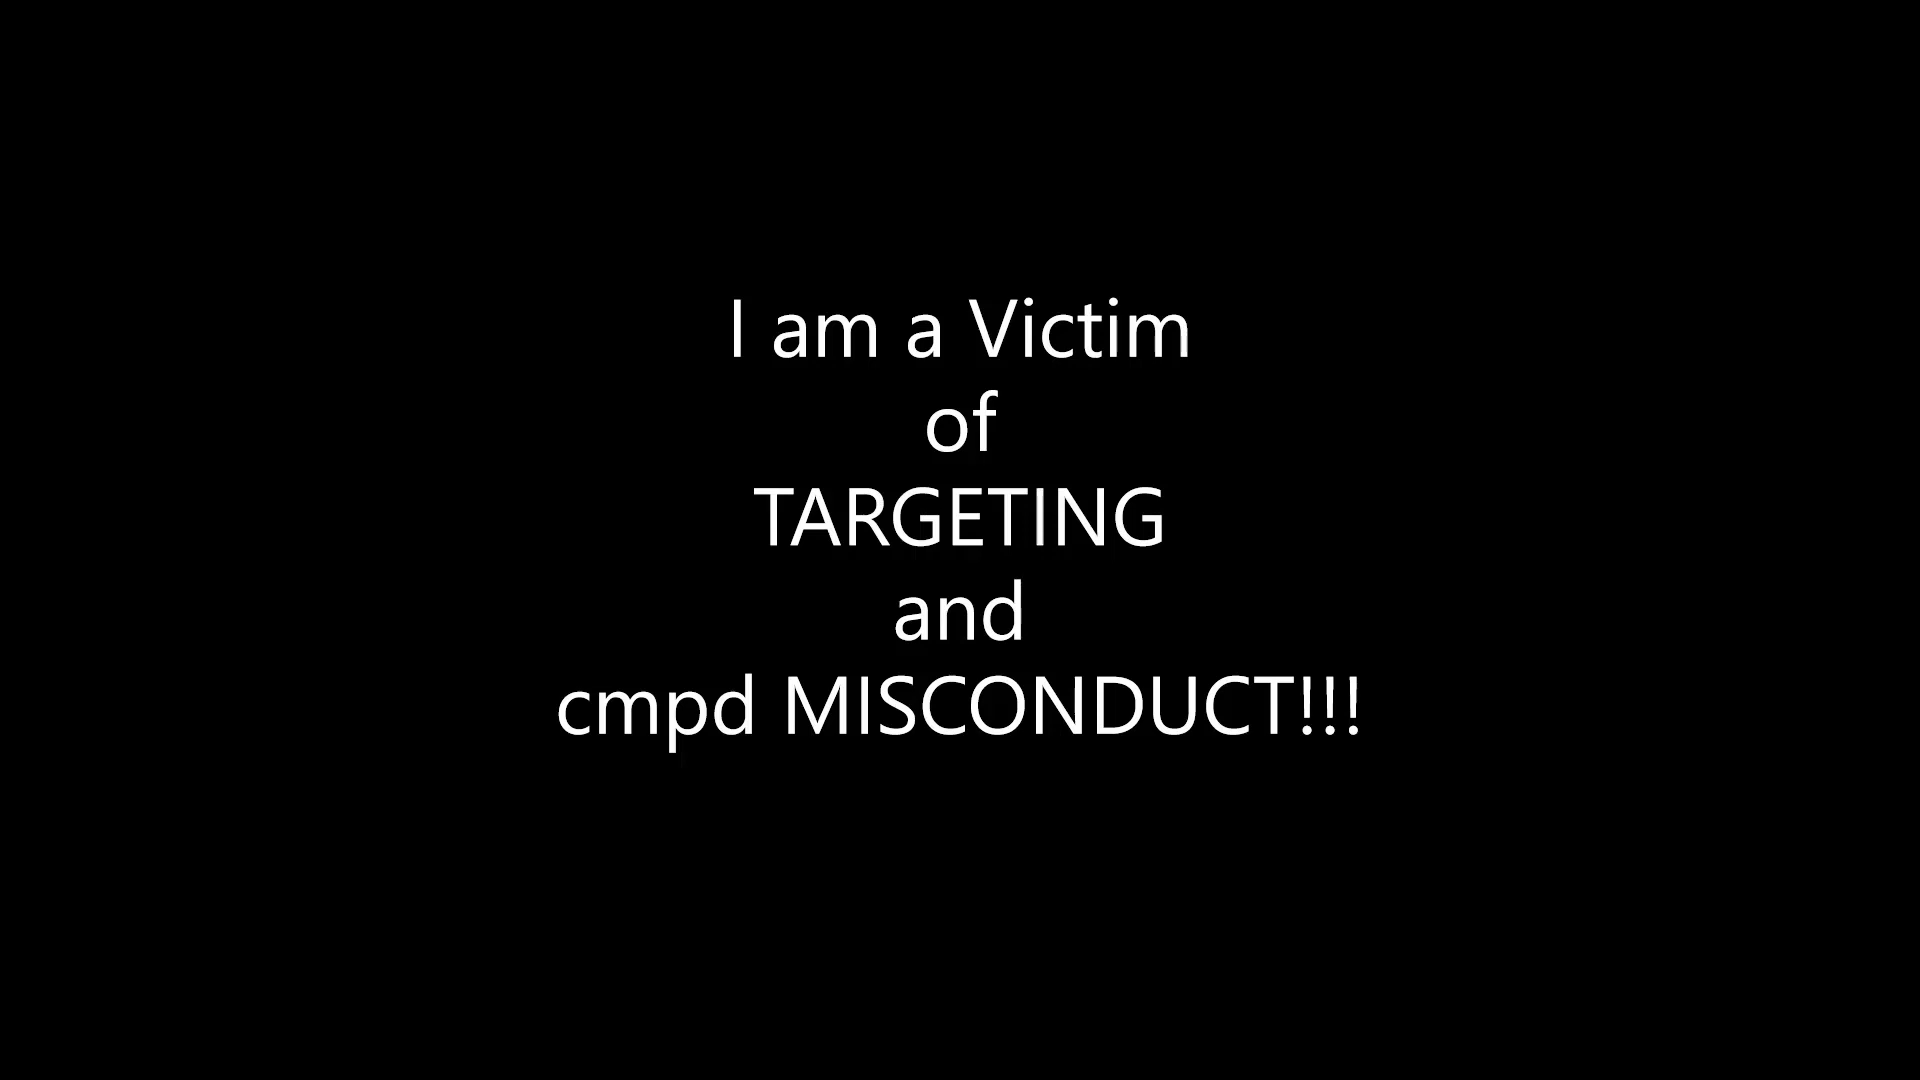 I am a Victim
of
TARGETING
and
cmpd MISCONDUCT!!!